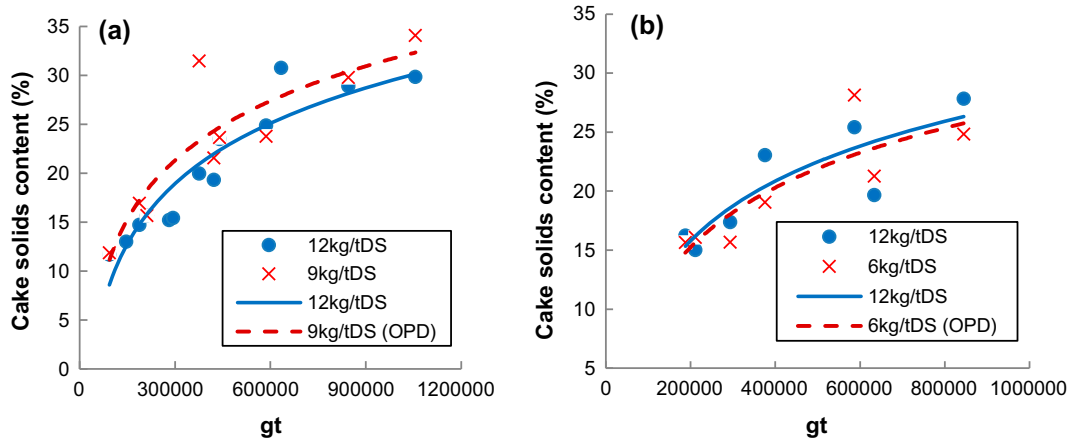 (a)
Cake solids content (%)
35
30
25
20
15
10
5
0
0 300000 600000 900000 1200000
gt
12kg/tDS
9kg/tDS
12kg/tDS
9kg/tDS (OPD)
(b)
Cake solids content (%)
35
30
25
20
15
10
5
0 200000 400000 600000 800000 1000000
gt
12kg/tDS
6kg/tDS
12kg/tDS
6kg/tDS (OPD)